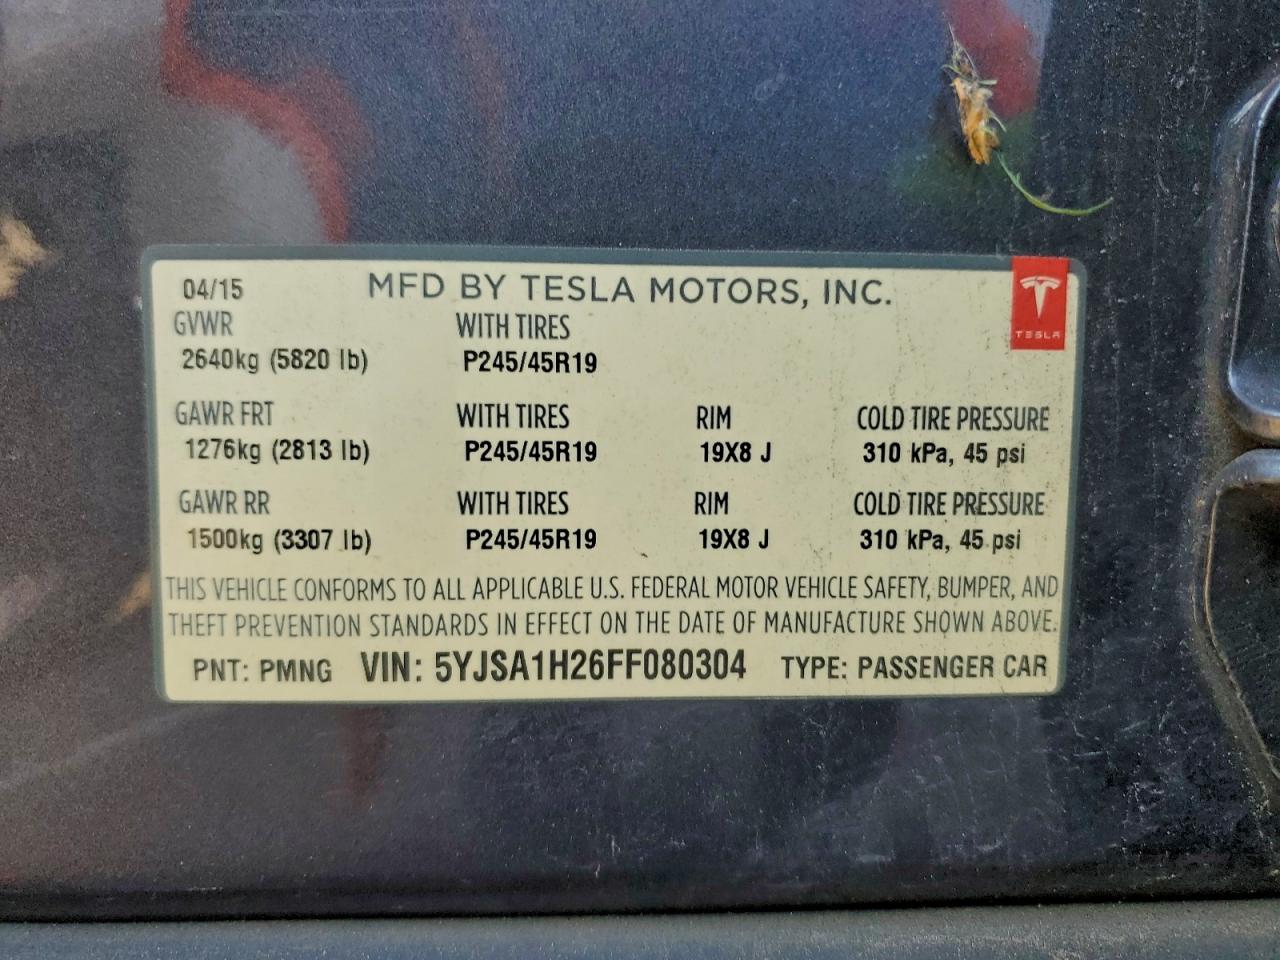 04/15 MFD BY TESLA MOTORS, INC.
TESLA
GVWR WITH TIRES
2640kg (5820 lb) P245/45R19
GAWR FRT WITH TIRES RIM COLD TIRE PRESSURE
1276kg (2813 lb) P245/45R19 19X8 J 310 kPa, 45 psi
GAWR RR WITH TIRES RIM COLD TIRE PRESSURE
1500kg (3307 lb) P245/45R19 19X8 J 310 kPa, 45 psi
THIS VEHICLE CONFORMS TO ALL APPLICABLE U.S. FEDERAL MOTOR VEHICLE SAFETY, BUMPER, AND
THEFT PREVENTION STANDARDS IN EFFECT ON THE DATE OF MANUFACTURE SHOWN ABOVE.
PNT: PMNG VIN: 5YJSA1H26FF080304 TYPE: PASSENGER CAR